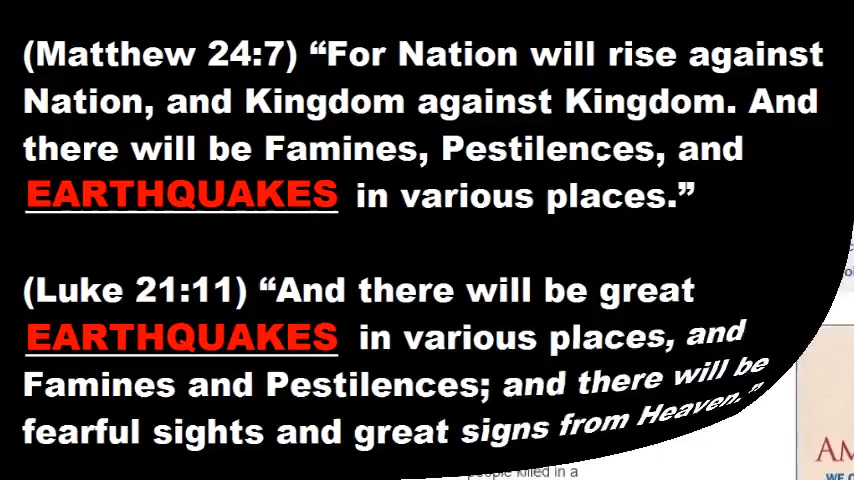 (Matthew 24:7) “For Nation will rise against
Nation, and Kingdom against Kingdom. And
there will be Famines, Pestilences, and
EARTHQUAKES in various places.”
(Luke 21:11) “And there will be great
EARTHQUAKES in various places, and
Famines and Pestilences; and there will be
fearful sights and great signs from Heaven.”
people killed in a
AM
WE